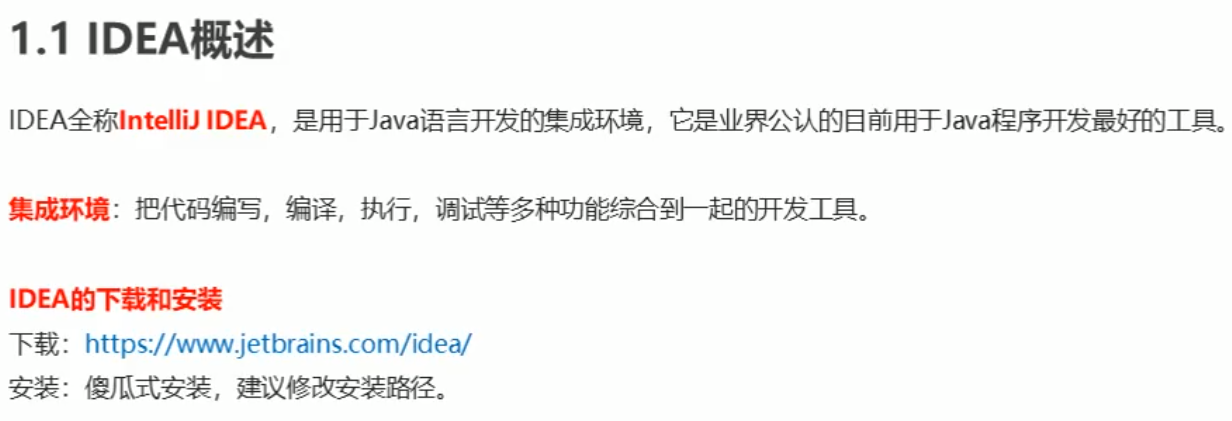 1.1 IDEA概述
IDEA全称IntelliJ IDEA，是用于Java语言开发的集成环境，它是业界公认的目前用于Java程序开发最好的工具。
集成环境：把代码编写，编译，执行，调试等多种功能综合到一起的开发工具。
IDEA的下载和安装
下载：https://www.jetbrains.com/idea/
安装：傻瓜式安装，建议修改安装路径。